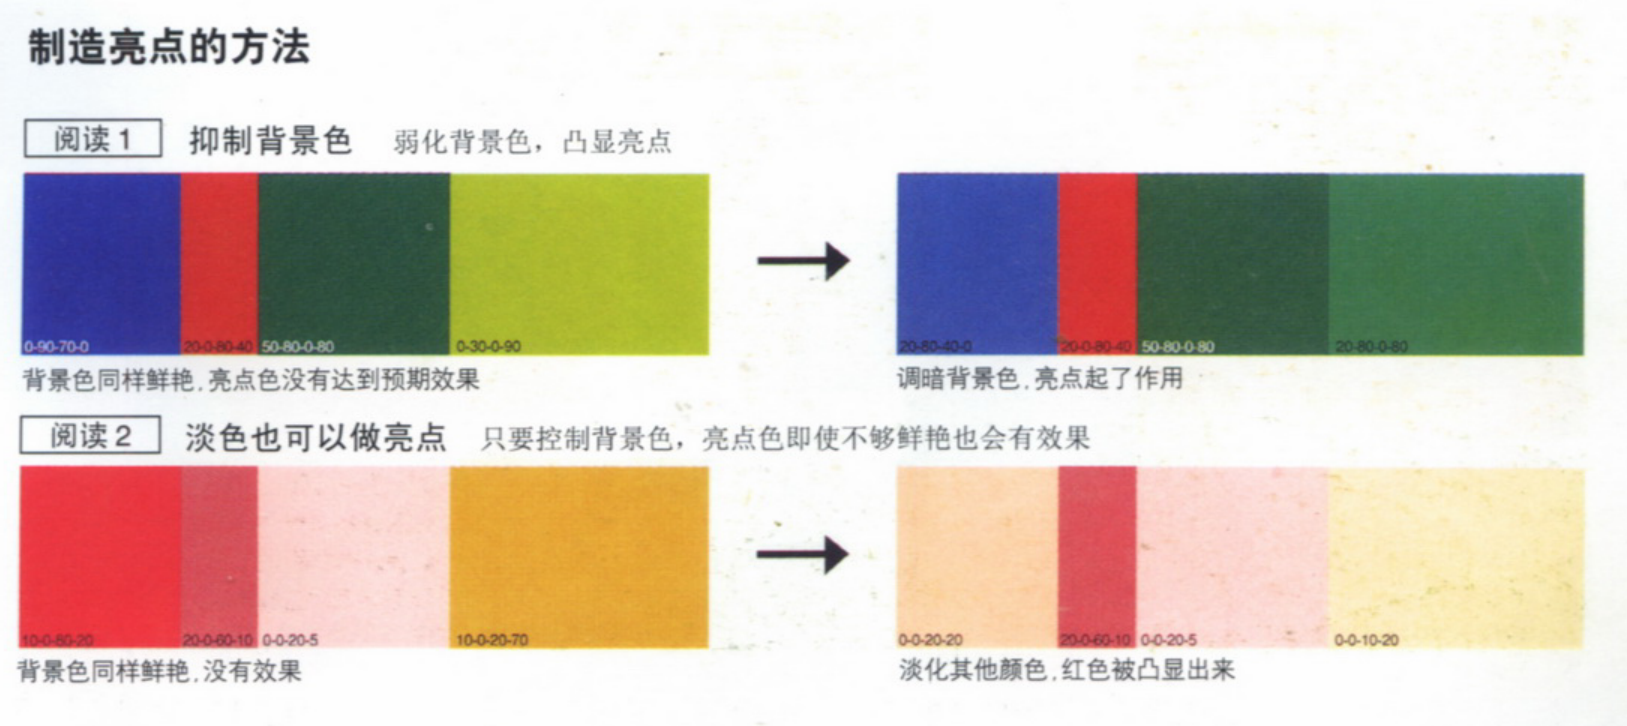 制造亮点的方法
阅读1 抑制背景色 弱化背景色，凸显亮点
0-90-70-0 20-0-80-40 50-80-0-80 0-30-0-90
20-80-40-0 20-0-80-40 50-80-0-80 20-80-0-80
背景色同样鲜艳，亮点色没有达到预期效果
调暗背景色，亮点起了作用
阅读2 淡色也可以做亮点 只要控制背景色，亮点色即使不够鲜艳也会有效果
10-0-80-20 20-0-60-10 0-0-20-5 10-0-20-70
0-0-20-20 20-0-60-10 0-0-20-5 0-0-10-20
背景色同样鲜艳，没有效果
淡化其他颜色，红色被凸显出来